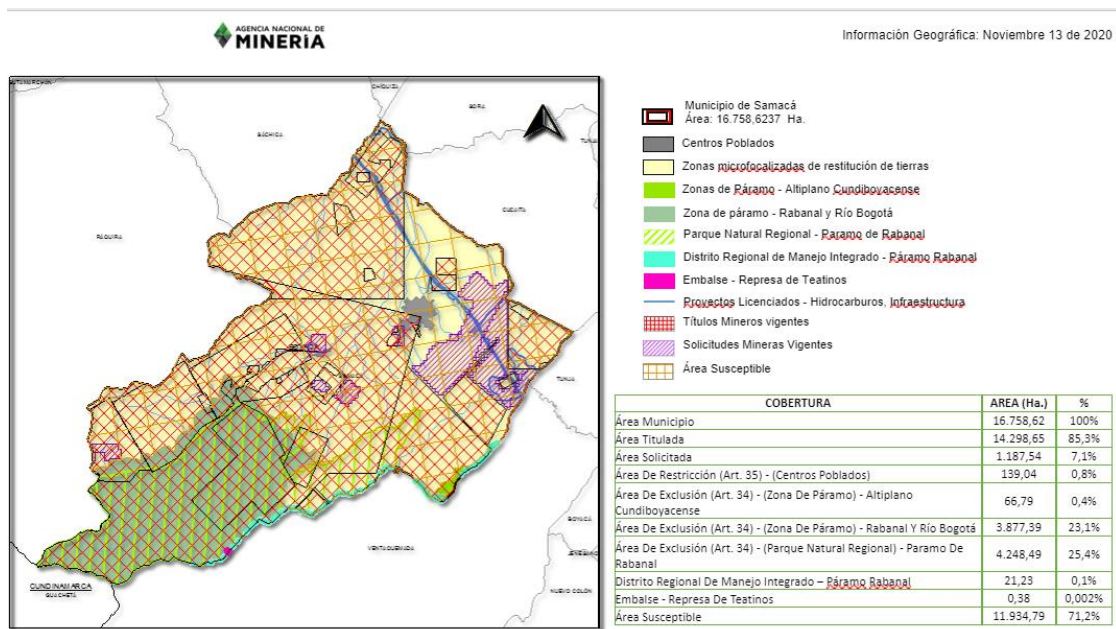 AGENCIA NACIONAL DE
MINERÍA
Información Geográfica: Noviembre 13 de 2020
CHÍQUIZA
SORA
SÁCHICA
TUNJA
CUCAITA
RÁQUIRA
TUNJA
BOYACÁ
VENTAQUEMADA
JENESANO
CUNDINAMARCA
GUACHETÁ
NUEVO COLÓN
Municipio de Samacá
Área: 16.758,6237 Ha.
Centros Poblados
Zonas microfocalizadas de restitución de tierras
Zonas de Páramo - Altiplano Cundiboyacense
Zona de páramo - Rabanal y Río Bogotá
Parque Natural Regional - Paramo de Rabanal
Distrito Regional de Manejo Integrado - Páramo Rabanal
Embalse - Represa de Teatinos
Proyectos Licenciados - Hidrocarburos, Infraestructura
Títulos Mineros vigentes
Solicitudes Mineras Vigentes
Área Susceptible
COBERTURA AREA (Ha.) %
Área Municipio 16.758,62 100%
Área Titulada 14.298,65 85,3%
Área Solicitada 1.187,54 7,1%
Área De Restricción (Art. 35) - (Centros Poblados) 139,04 0,8%
Área De Exclusión (Art. 34) - (Zona De Páramo) - Altiplano
Cundiboyacense 66,79 0,4%
Área De Exclusión (Art. 34) - (Zona De Páramo) - Rabanal Y Río Bogotá 3.877,39 23,1%
Área De Exclusión (Art. 34) - (Parque Natural Regional) - Paramo De
Rabanal 4.248,49 25,4%
Distrito Regional De Manejo Integrado – Páramo Rabanal 21,23 0,1%
Embalse - Represa De Teatinos 0,38 0,002%
Área Susceptible 11.934,79 71,2%